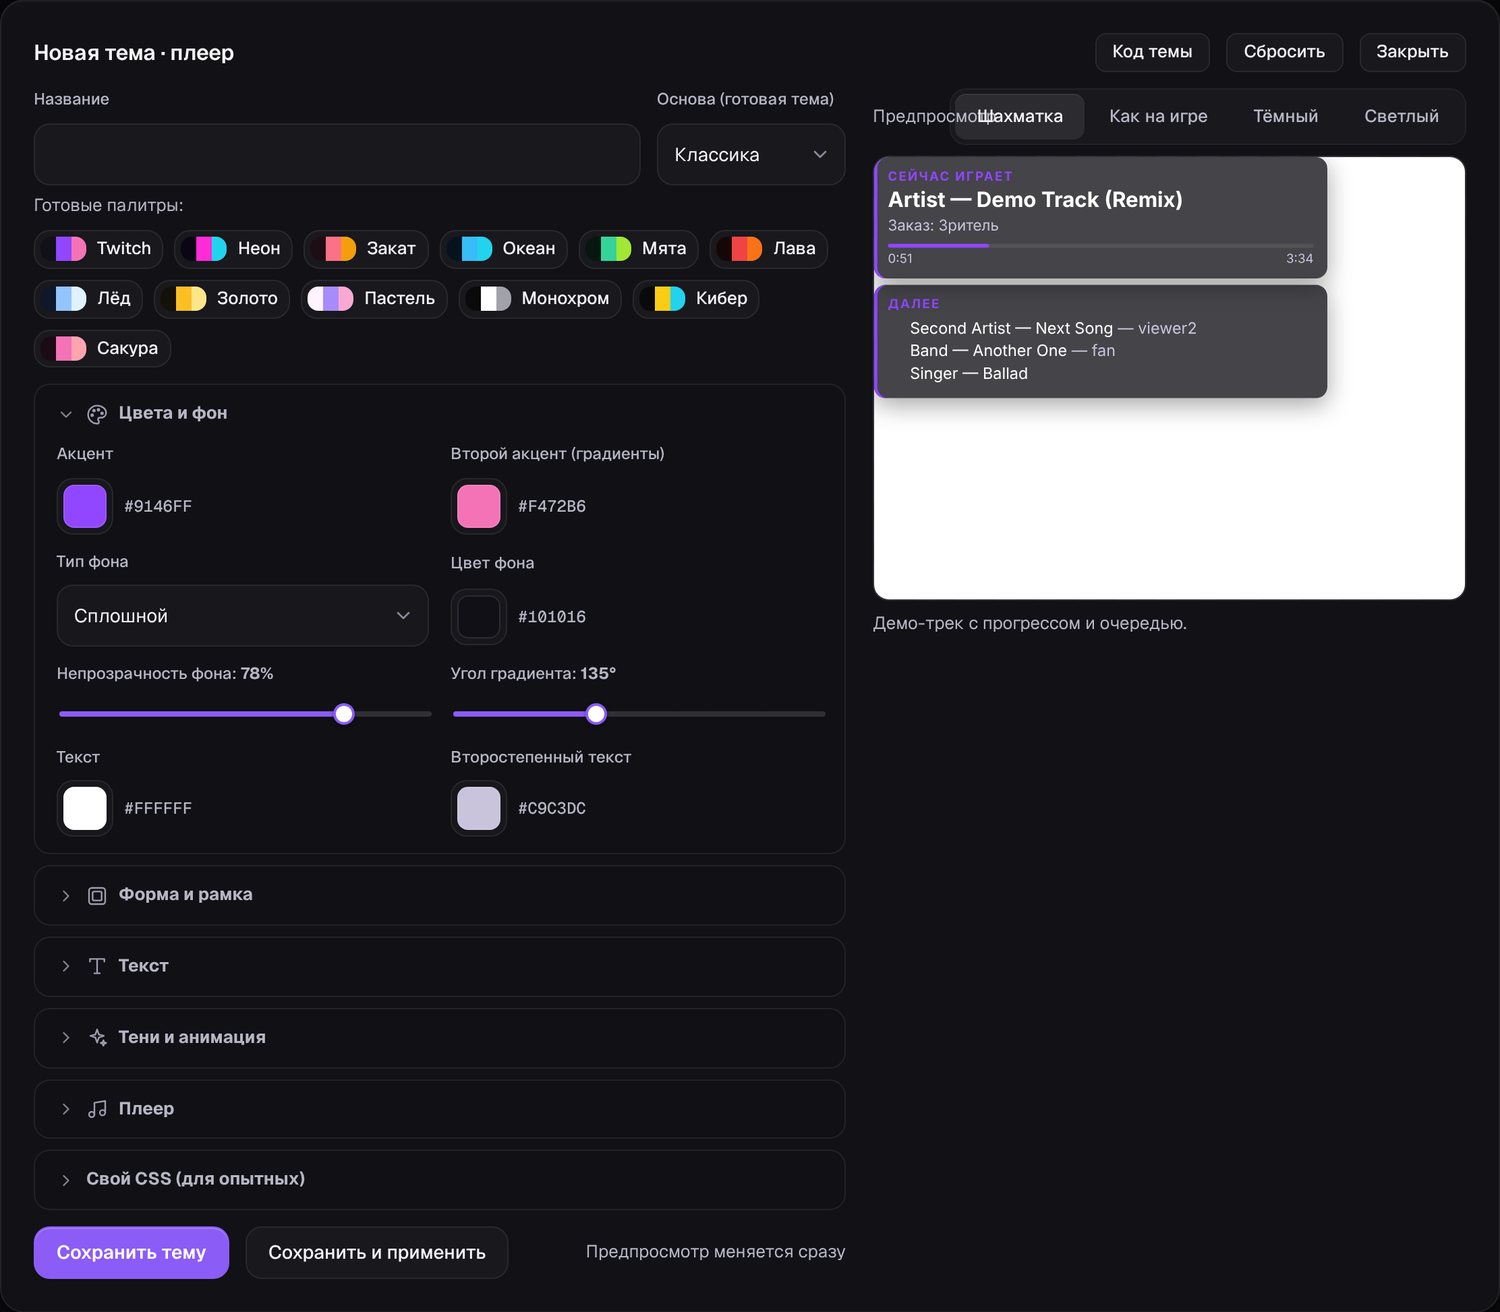 Новая тема · плеер
Код темы
Сбросить
Закрыть
Название
Основа (готовая тема)
Классика
Готовые палитры:
Twitch
Неон
Закат
Океан
Мята
Лава
Лёд
Золото
Пастель
Монохром
Кибер
Сакура
Цвета и фон
Акцент
#9146FF
Второй акцент (градиенты)
#F472B6
Тип фона
Сплошной
Цвет фона
#101016
Непрозрачность фона: 78%
Угол градиента: 135°
Текст
#FFFFFF
Второстепенный текст
#C9C3DC
Форма и рамка
Текст
Тени и анимация
Плеер
Свой CSS (для опытных)
Сохранить тему
Сохранить и применить
Предпросмотр меняется сразу
Предпросмотр
Шахматка
Как на игре
Тёмный
Светлый
СЕЙЧАС ИГРАЕТ
Artist — Demo Track (Remix)
Заказ: Зритель
0:51
3:34
ДАЛЕЕ
Second Artist — Next Song — viewer2
Band — Another One — fan
Singer — Ballad
Демо-трек с прогрессом и очередью.